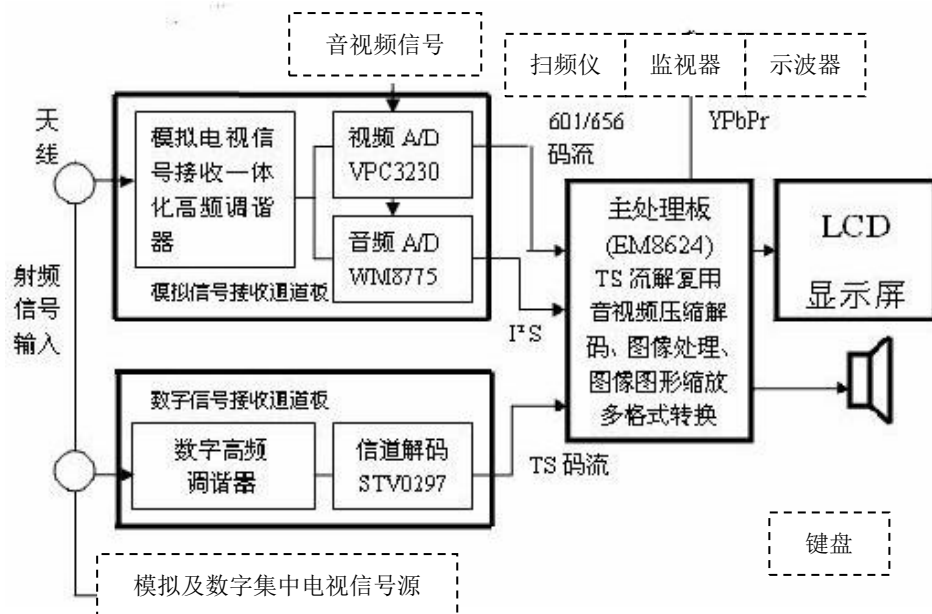 音视频信号
扫频仪
监视器
示波器
天
线
601/656
码流
YPbPr
模拟电视信
号接收一体
化高频调谐
器
视频 A/D
VPC3230
音频 A/D
WM8775
模拟信号接收通道板
主处理板
(EM8624)
TS 流解复用
音视频压缩解
码、图像处理、
图像图形缩放
多格式转换
LCD
显示屏
射频
信号
输入
I²S
数字信号接收通道板
数字高频
调谐器
信道解码
STV0297
TS 码流
键盘
模拟及数字集中电视信号源